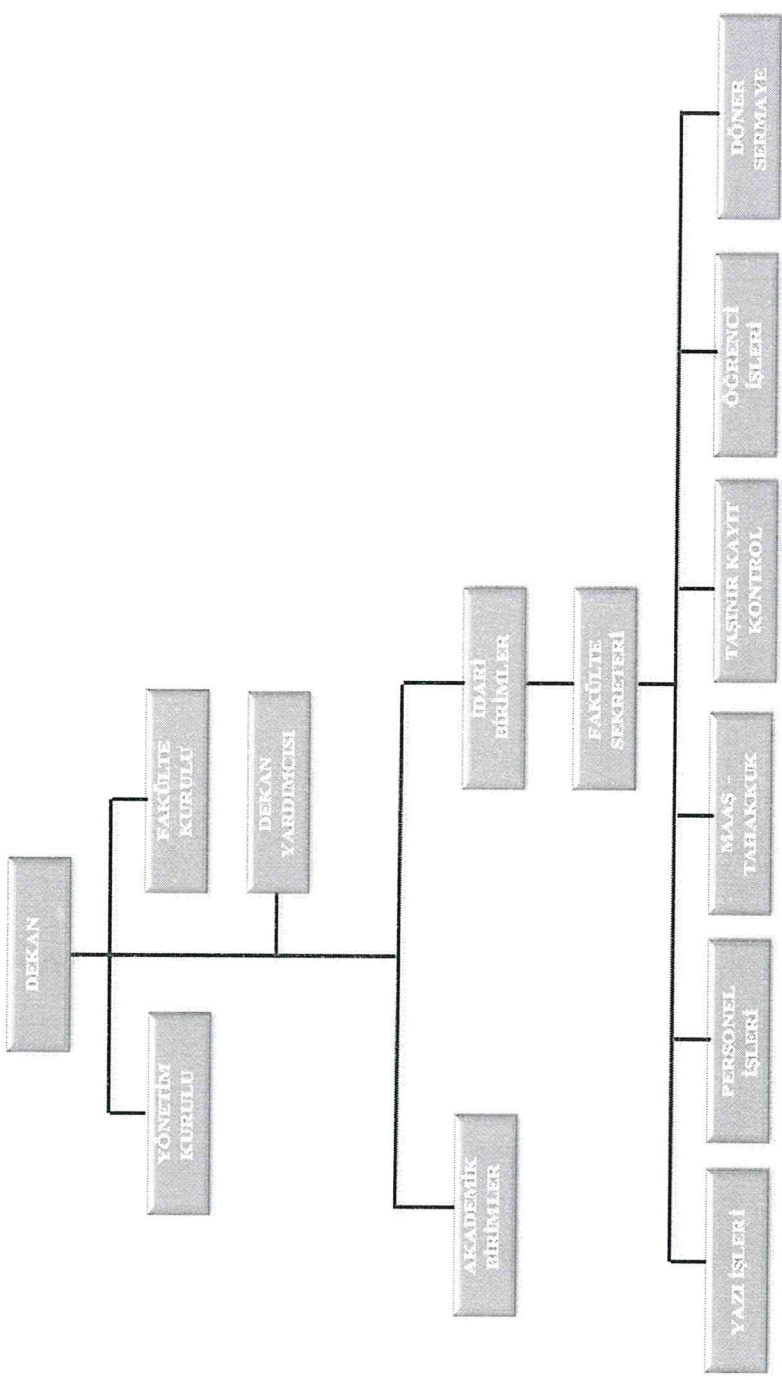 DEKAN
YÖNETİM
KURULU
FAKÜLTE
KURULU
DEKAN
YARDIMCISI
AKADEMİK
BİRİMLER
İDARİ
BİRİMLER
FAKÜLTE
SEKRETERİ
YAZI İŞLERİ
PERSONEL
İŞLERİ
MAAŞ -
TAHAKKUK
TAŞINIR KAYIT
KONTROL
ÖĞRENCİ
İŞLERİ
DÖNER
SERMAYE